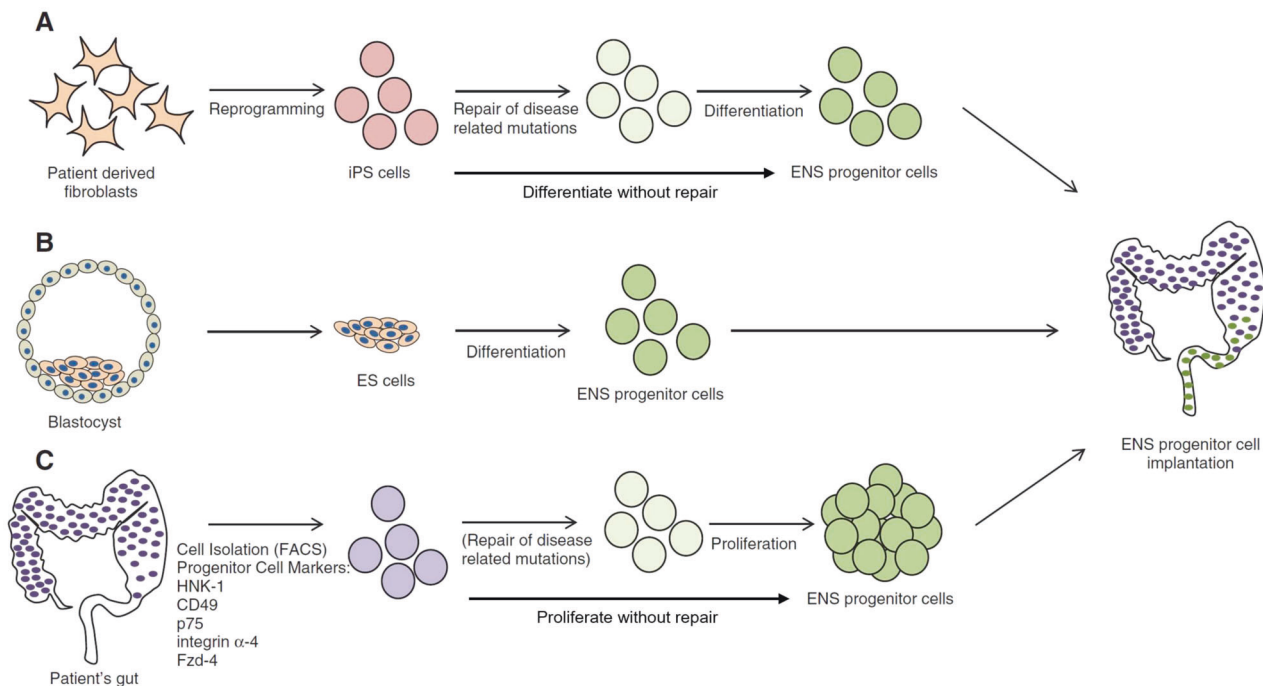 A
Reprogramming
Repair of disease
related mutations
Differentiation
Patient derived
fibroblasts
iPS cells
ENS progenitor cells
Differentiate without repair
B
Differentiation
Blastocyst
ES cells
ENS progenitor cells
ENS progenitor cell
implantation
C
Cell Isolation (FACS)
Progenitor Cell Markers:
HNK-1
CD49
p75
integrin α-4
Fzd-4
(Repair of disease
related mutations)
Proliferation
ENS progenitor cells
Proliferate without repair
Patient's gut